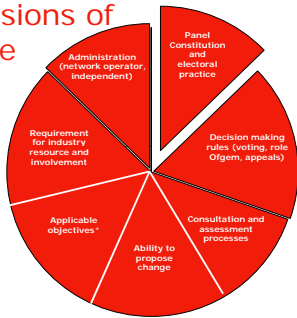 sions of
e
Panel
Constitution
and
electoral
practice
Administration
(network operator,
independent)
Decision making
rules (voting, role
Ofgem, appeals)
Requirement
for industry
resource and
involvement
Consultation and
assessment
processes
Applicable
objectives*
Ability to
propose
change